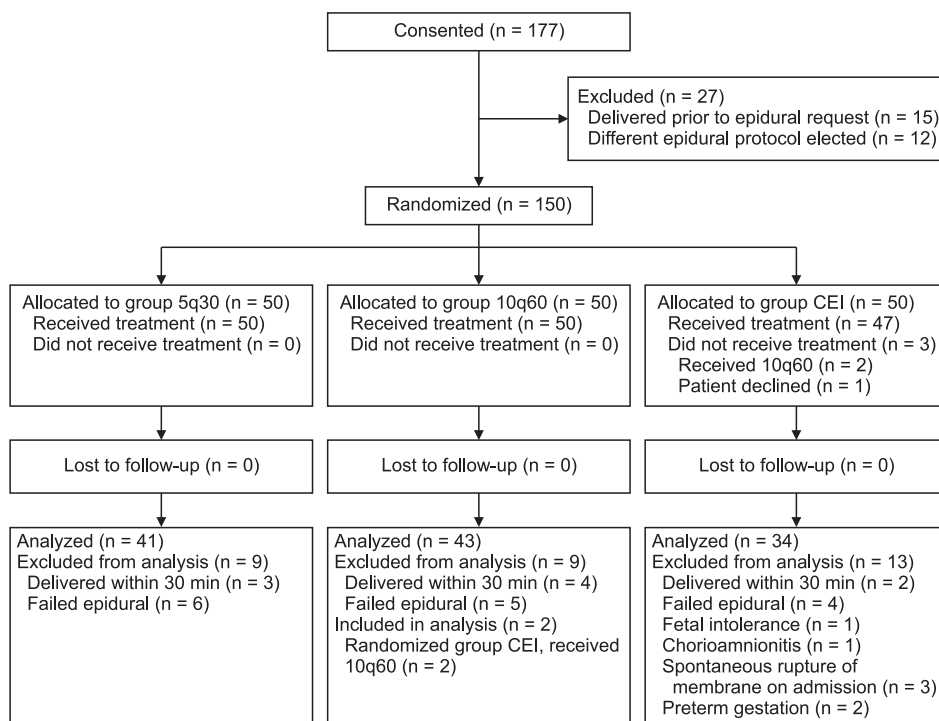 Consented (n = 177)
Excluded (n = 27)
Delivered prior to epidural request (n = 15)
Different epidural protocol elected (n = 12)
Randomized (n = 150)
Allocated to group 5q30 (n = 50)
Received treatment (n = 50)
Did not receive treatment (n = 0)
Allocated to group 10q60 (n = 50)
Received treatment (n = 50)
Did not receive treatment (n = 0)
Allocated to group CEI (n = 50)
Received treatment (n = 47)
Did not receive treatment (n = 3)
Received 10q60 (n = 2)
Patient declined (n = 1)
Lost to follow-up (n = 0)
Lost to follow-up (n = 0)
Lost to follow-up (n = 0)
Analyzed (n = 41)
Excluded from analysis (n = 9)
Delivered within 30 min (n = 3)
Failed epidural (n = 6)
Analyzed (n = 43)
Excluded from analysis (n = 9)
Delivered within 30 min (n = 4)
Failed epidural (n = 5)
Included in analysis (n = 2)
Randomized group CEI, received
10q60 (n = 2)
Analyzed (n = 34)
Excluded from analysis (n = 13)
Delivered within 30 min (n = 2)
Failed epidural (n = 4)
Fetal intolerance (n = 1)
Chorioamnionitis (n = 1)
Spontaneous rupture of
membrane on admission (n = 3)
Preterm gestation (n = 2)